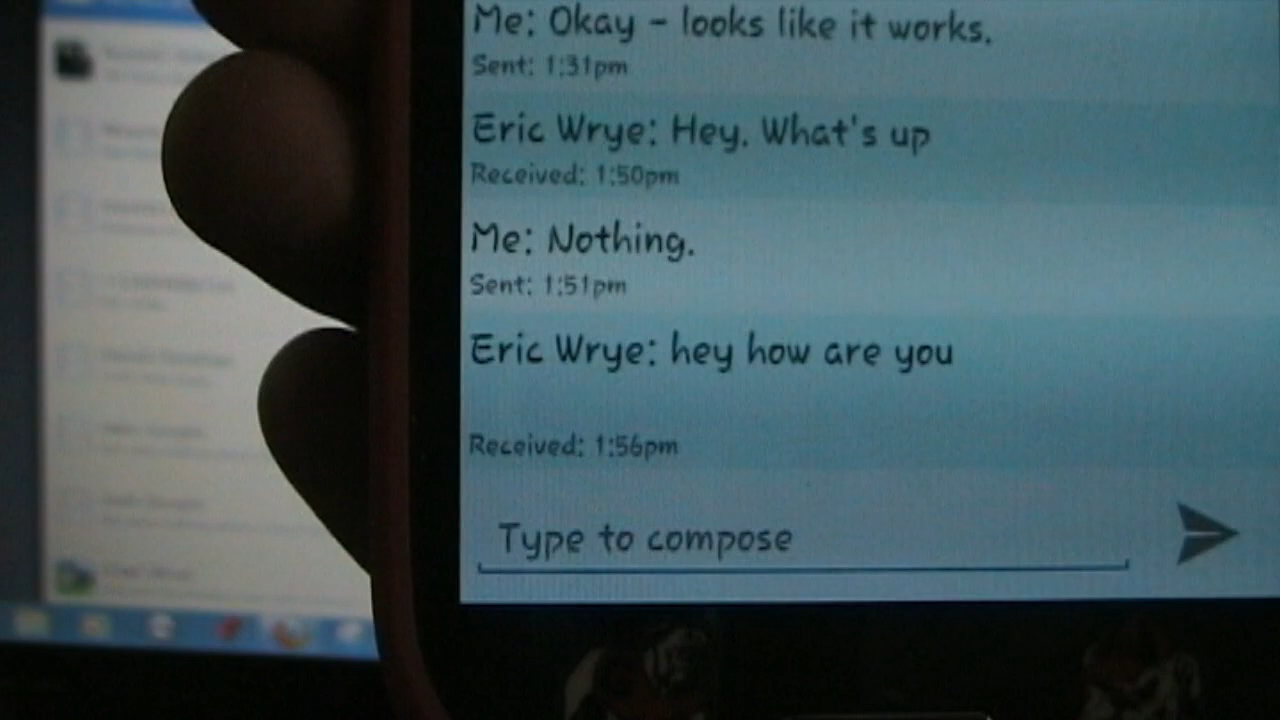 Me: Okay – looks like it works.
Sent: 1:31pm
Eric Wrye: Hey. What's up
Received: 1:50pm
Me: Nothing.
Sent: 1:51pm
Eric Wrye: hey how are you
Received: 1:56pm
Type to compose